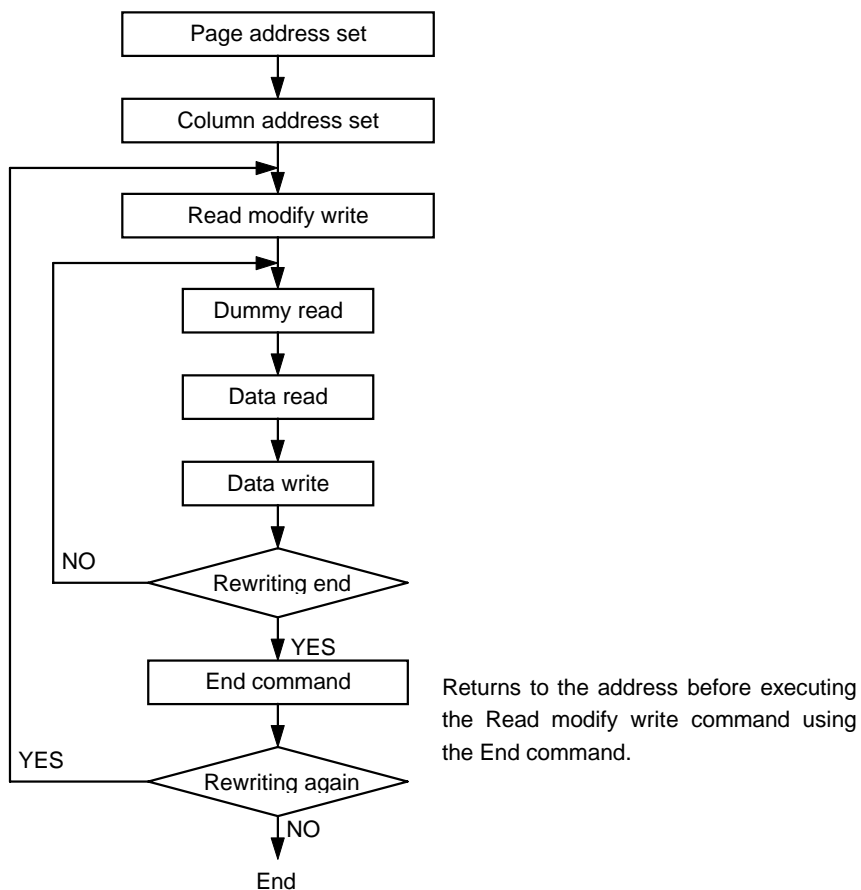 Page address set
Column address set
Read modify write
Dummy read
Data read
Data write
NO
Rewriting end
YES
End command
Returns to the address before executing
the Read modify write command using
the End command.
YES
Rewriting again
NO
End